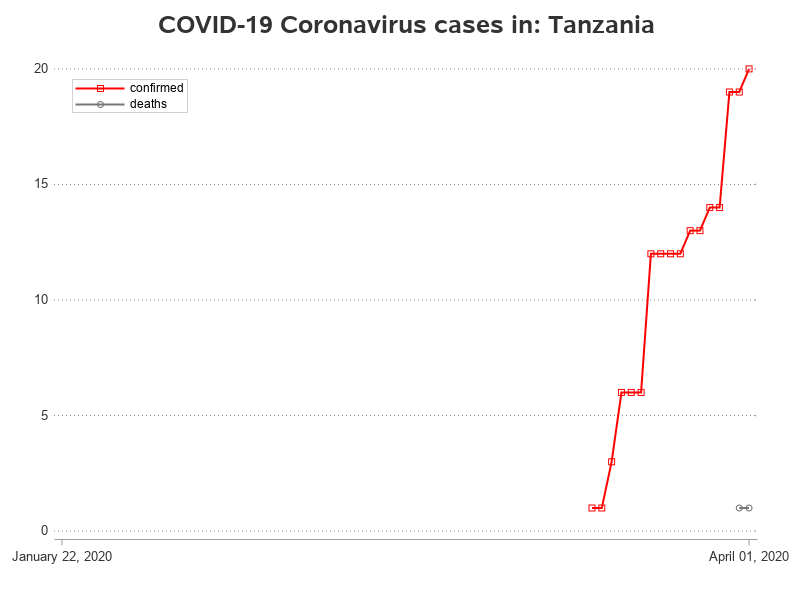 COVID-19 Coronavirus cases in: Tanzania
20
confirmed
deaths
15
10
5
0
January 22, 2020
April 01, 2020